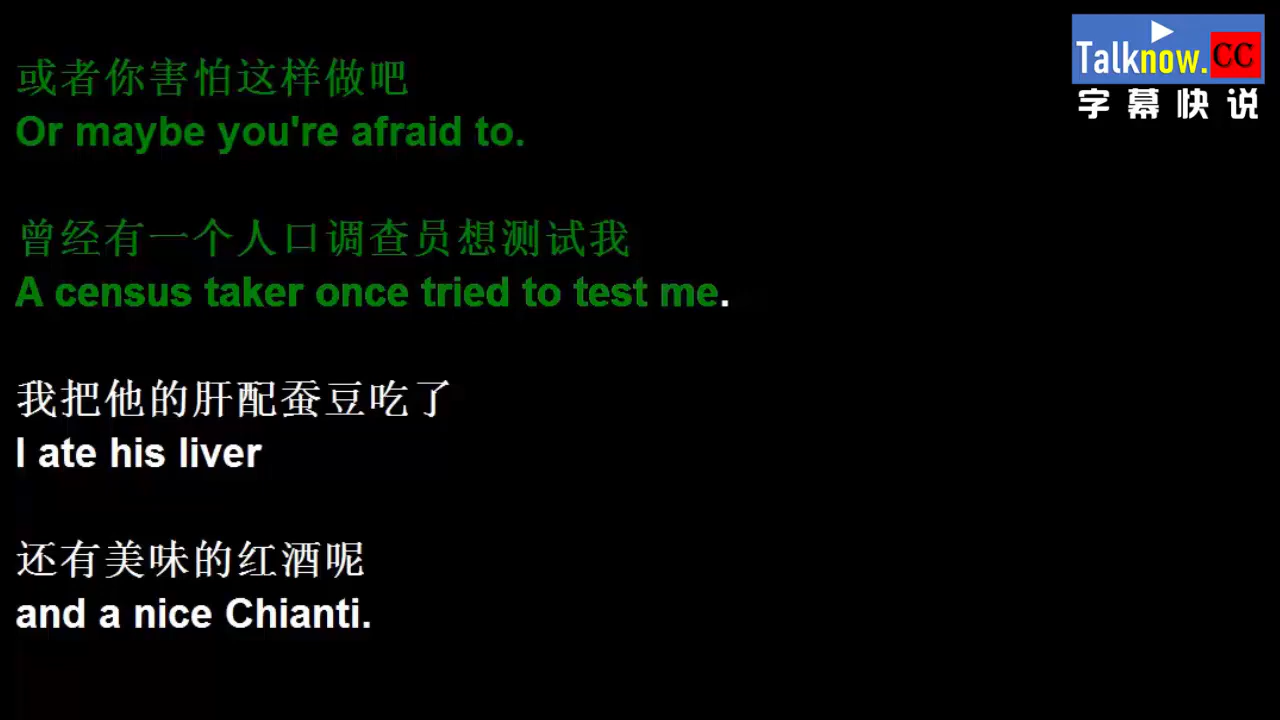 Talknow.CC
字幕快说
或者你害怕这样做吧
Or maybe you're afraid to.
曾经有一个人口调查员想测试我
A census taker once tried to test me.
我把他的肝配蚕豆吃了
I ate his liver
还有美味的红酒呢
and a nice Chianti.